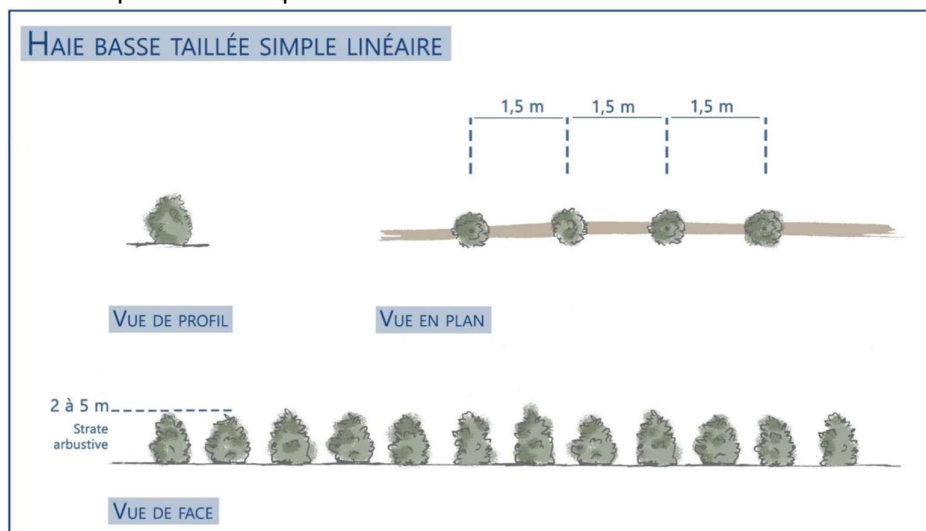 HAIE BASSE TAILLÉE SIMPLE LINÉAIRE
1,5 m 1,5 m 1,5 m
VUE DE PROFIL VUE EN PLAN
2 à 5 m
Strate
arbustive
VUE DE FACE